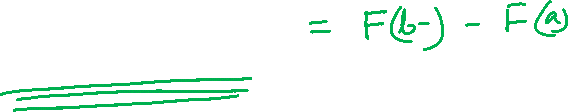 = F(b-) - F(a)